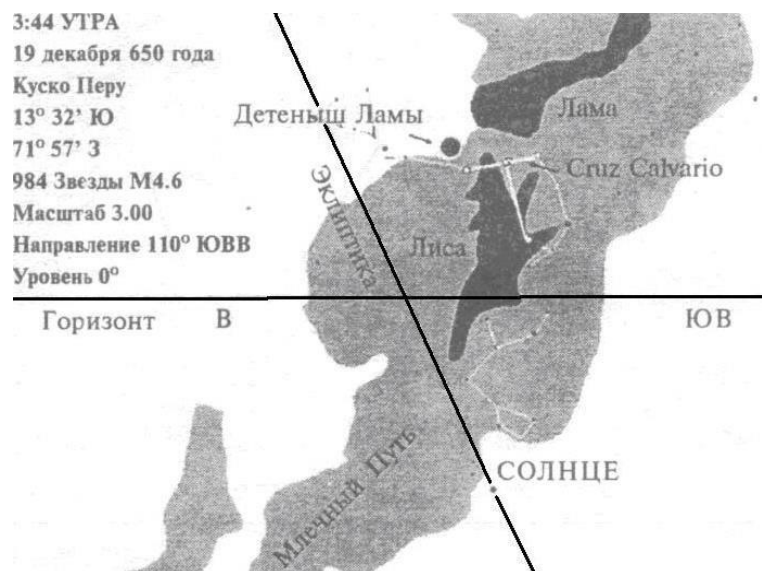 3:44 УТРА
19 декабря 650 года
Куско Перу
13° 32' Ю
71° 57' З
984 Звезды М4.6
Масштаб 3.00
Направление 110° ЮВВ
Уровень 0°
Лама
Детеныш Ламы
Cruz Calvario
Эклиптика
Лиса
Горизонт В ЮВ
СОЛНЦЕ
Млечный Путь